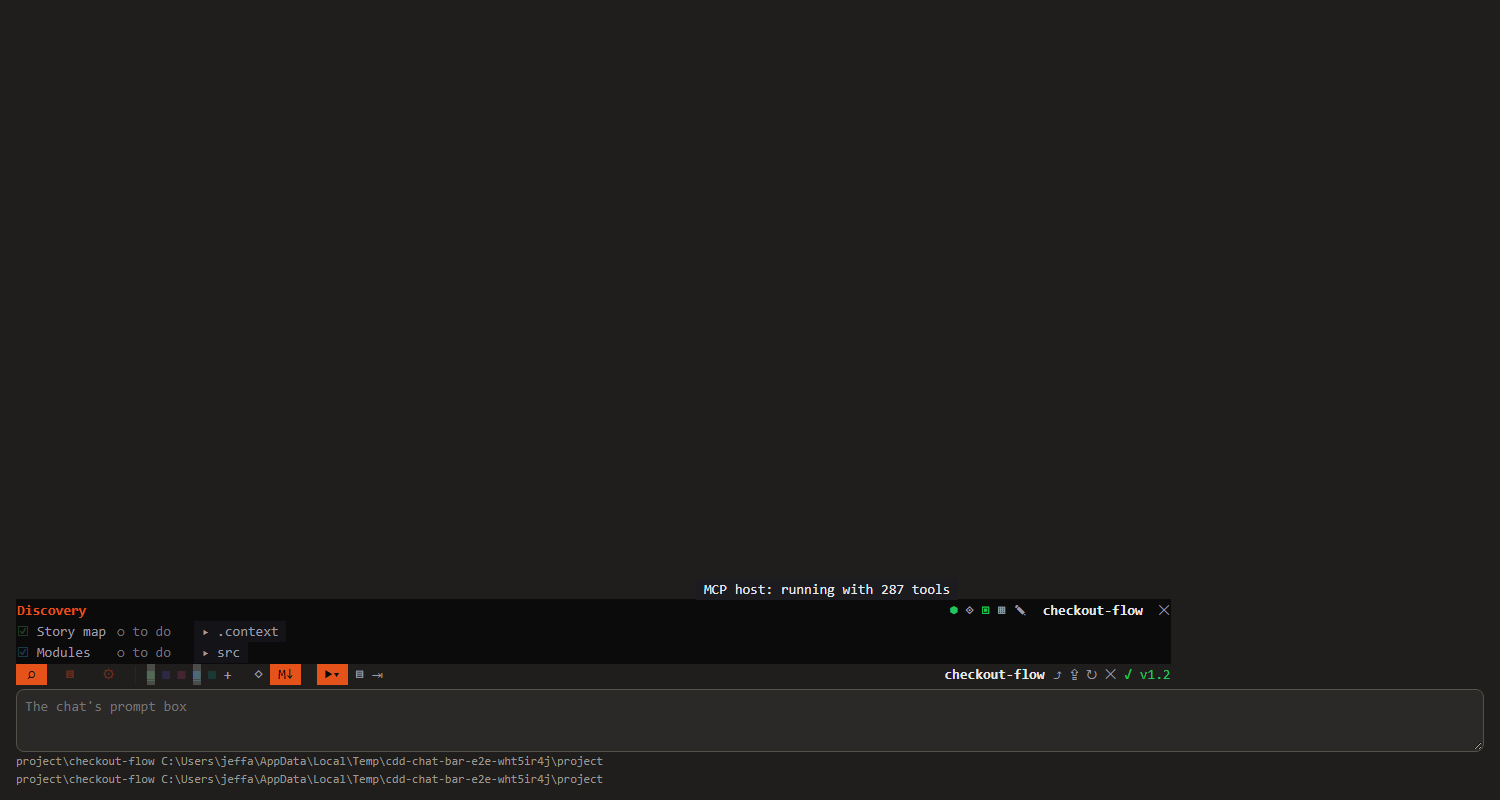 MCP host: running with 287 tools
Discovery checkout-flow
Story map o to do ▸ .context
Modules o to do ▸ src
+ M↓ checkout-flow ✓ v1.2
The chat's prompt box
project\checkout-flow C:\Users\jeffa\AppData\Local\Temp\cdd-chat-bar-e2e-wht5ir4j\project
project\checkout-flow C:\Users\jeffa\AppData\Local\Temp\cdd-chat-bar-e2e-wht5ir4j\project